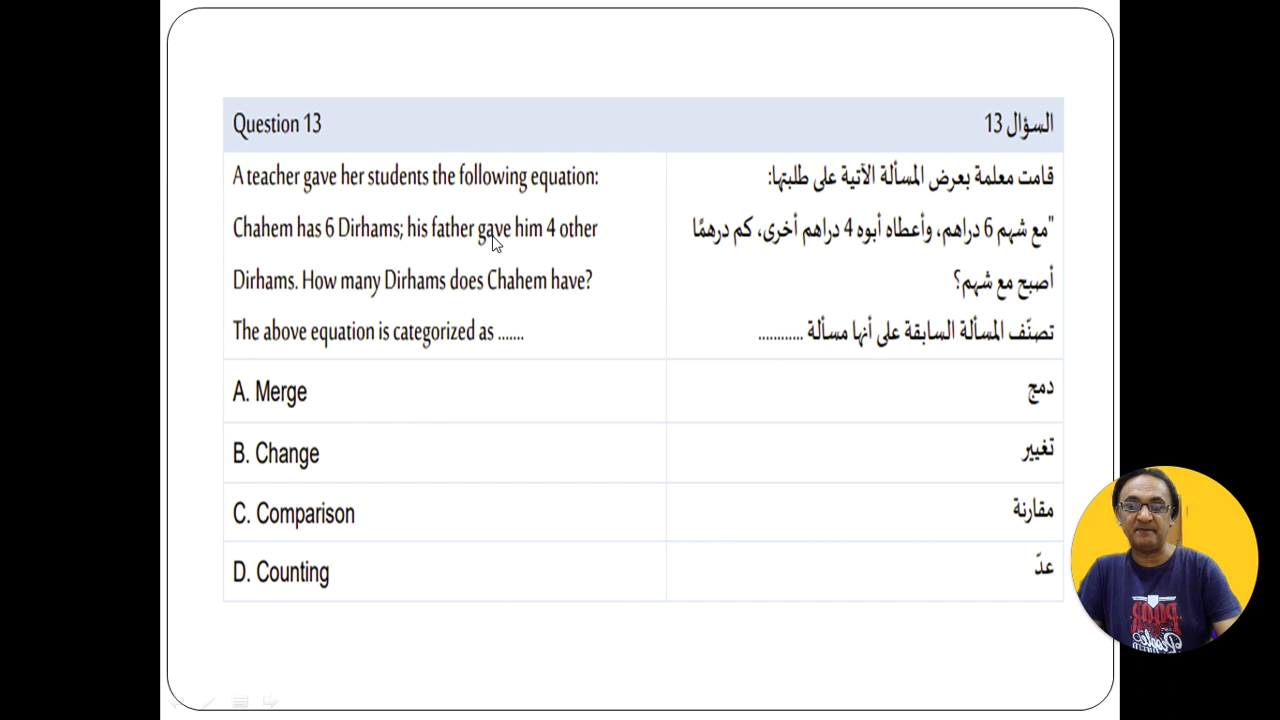 Question 13
السؤال 13
A teacher gave her students the following equation:
Chahem has 6 Dirhams; his father gave him 4 other
Dirhams. How many Dirhams does Chahem have?
The above equation is categorized as .......
قامت معلمة بعرض المسألة الآتية على طلبتها:
"مع شهم 6 دراهم، وأعطاه أبوه 4 دراهم أخرى، كم درهمًا
أصبح مع شهم؟
تصنّف المسألة السابقة على أنها مسألة ............
A. Merge
دمج
B. Change
تغيير
C. Comparison
مقارنة
D. Counting
عدّ